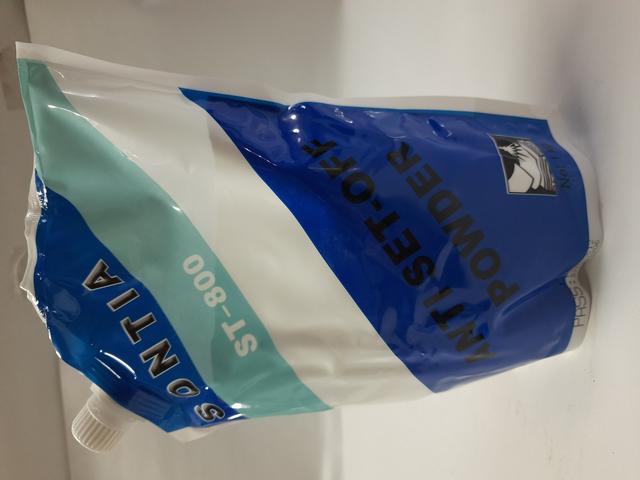 SONTIA
ST-800
ANTI SET-OFF
POWDER